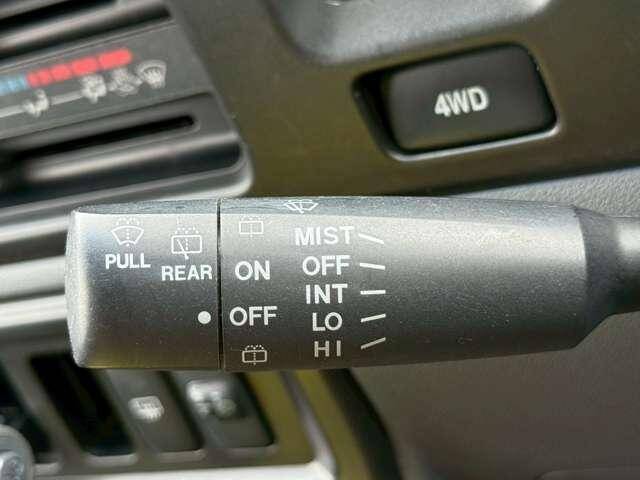 4WD
PULL
REAR
ON
OFF
MIST
OFF
INT
LO
HI